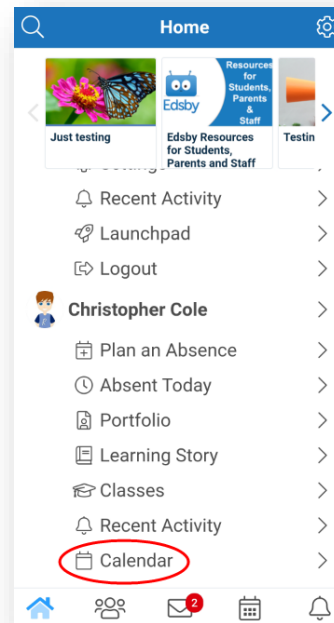 Home
Resources
for
Students,
Parents
&
Staff
Edsby
Just testing
Edsby Resources
for Students,
Parents and Staff
Testin
Settings
Recent Activity
Launchpad
Logout
Christopher Cole
Plan an Absence
Absent Today
Portfolio
Learning Story
Classes
Recent Activity
Calendar
2